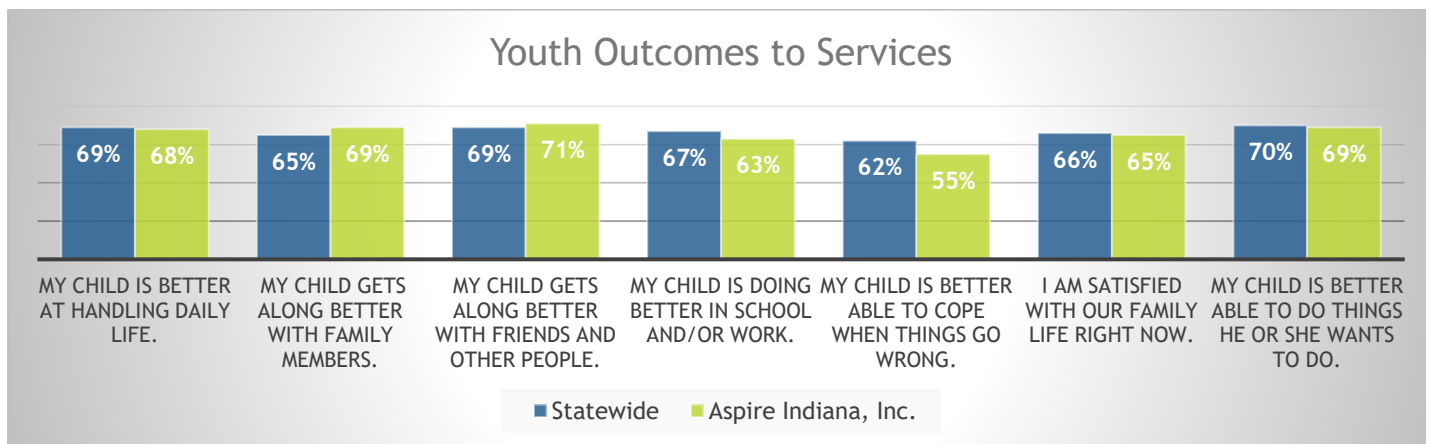 Youth Outcomes to Services
69% 68% 65% 69% 69% 71% 67% 63% 62% 55% 66% 65% 70% 69%
MY CHILD IS BETTER
AT HANDLING DAILY
LIFE.
MY CHILD GETS
ALONG BETTER
WITH FAMILY
MEMBERS.
MY CHILD GETS
ALONG BETTER
WITH FRIENDS AND
OTHER PEOPLE.
MY CHILD IS DOING
BETTER IN SCHOOL
AND/OR WORK.
MY CHILD IS BETTER
ABLE TO COPE
WHEN THINGS GO
WRONG.
I AM SATISFIED
WITH OUR FAMILY
LIFE RIGHT NOW.
MY CHILD IS BETTER
ABLE TO DO THINGS
HE OR SHE WANTS
TO DO.
Statewide Aspire Indiana, Inc.